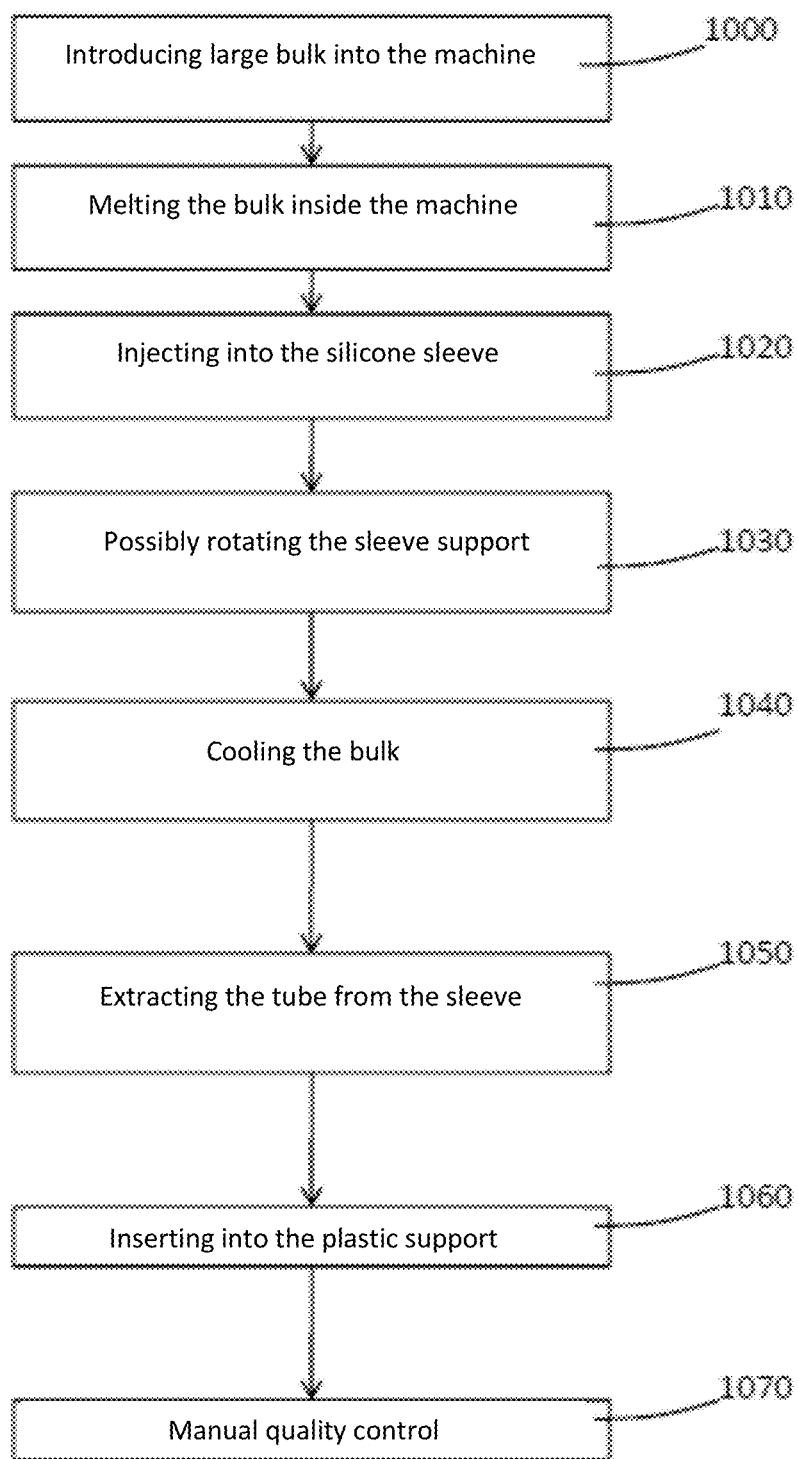 Introducing large bulk into the machine
1000
Melting the bulk inside the machine
1010
Injecting into the silicone sleeve
1020
Possibly rotating the sleeve support
1030
Cooling the bulk
1040
Extracting the tube from the sleeve
1050
Inserting into the plastic support
1060
Manual quality control
1070